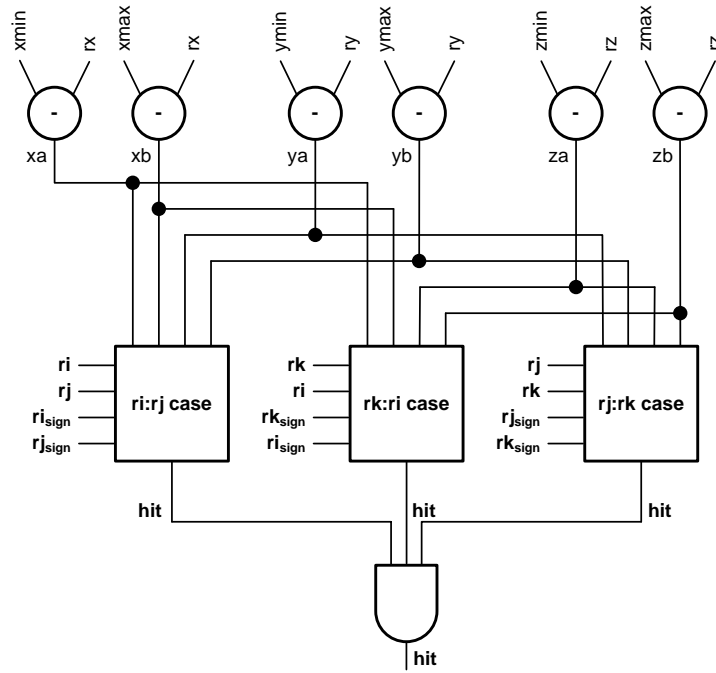 xmin rx xmax rx ymin ry ymax ry zmin rz zmax rz
- - - - - -
xa xb ya yb za zb
ri rk rj
rj ri:rj case ri rk:ri case rk rj:rk case
risign rksign rjsign
rjsign risign rksign
hit hit hit
hit